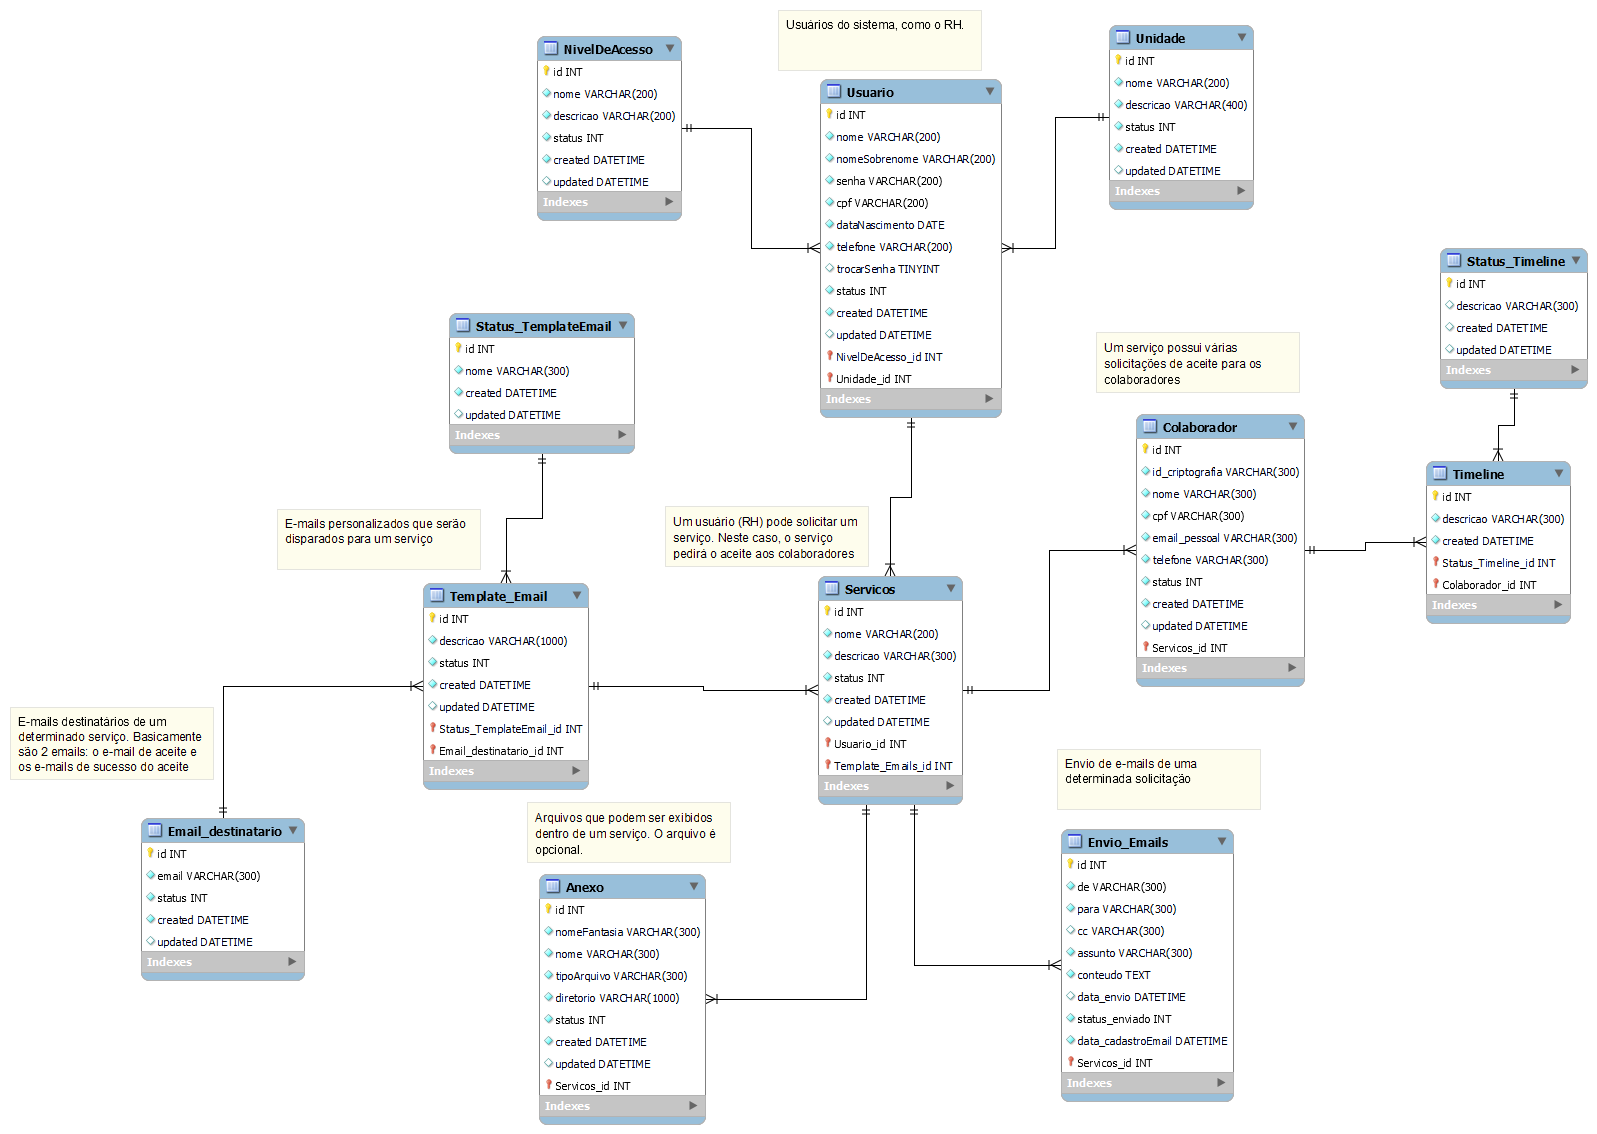 Usuários do sistema, como o RH.
NivelDeAcesso
id INT
nome VARCHAR(200)
descricao VARCHAR(200)
status INT
created DATETIME
updated DATETIME
Indexes
Usuario
id INT
nome VARCHAR(200)
nomeSobrenome VARCHAR(200)
senha VARCHAR(200)
cpf VARCHAR(200)
dataNascimento DATE
telefone VARCHAR(200)
trocarSenha TINYINT
status INT
created DATETIME
updated DATETIME
NivelDeAcesso_id INT
Unidade_id INT
Indexes
Unidade
id INT
nome VARCHAR(200)
descricao VARCHAR(400)
status INT
created DATETIME
updated DATETIME
Indexes
Status_Timeline
id INT
descricao VARCHAR(300)
created DATETIME
updated DATETIME
Indexes
Status_TemplateEmail
id INT
nome VARCHAR(300)
created DATETIME
updated DATETIME
Indexes
Um serviço possui várias
solicitações de aceite para os
colaboradores
Colaborador
id INT
id_criptografia VARCHAR(300)
nome VARCHAR(300)
cpf VARCHAR(300)
email_pessoal VARCHAR(300)
telefone VARCHAR(300)
status INT
created DATETIME
updated DATETIME
Servicos_id INT
Indexes
Timeline
id INT
descricao VARCHAR(300)
created DATETIME
Status_Timeline_id INT
Colaborador_id INT
Indexes
E-mails personalizados que serão
disparados para um serviço
Um usuário (RH) pode solicitar um
serviço. Neste caso, o serviço
pedirá o aceite aos colaboradores
Template_Email
id INT
descricao VARCHAR(1000)
status INT
created DATETIME
updated DATETIME
Status_TemplateEmail_id INT
Email_destinatario_id INT
Indexes
Servicos
id INT
nome VARCHAR(200)
descricao VARCHAR(300)
status INT
created DATETIME
updated DATETIME
Usuario_id INT
Template_Emails_id INT
Indexes
E-mails destinatários de um
determinado serviço. Basicamente
são 2 emails: o e-mail de aceite e
os e-mails de sucesso do aceite
Email_destinatario
id INT
email VARCHAR(300)
status INT
created DATETIME
updated DATETIME
Indexes
Arquivos que podem ser exibidos
dentro de um serviço. O arquivo é
opcional.
Anexo
id INT
nomeFantasia VARCHAR(300)
nome VARCHAR(300)
tipoArquivo VARCHAR(300)
diretorio VARCHAR(1000)
status INT
created DATETIME
updated DATETIME
Servicos_id INT
Indexes
Envio de e-mails de uma
determinada solicitação
Envio_Emails
id INT
de VARCHAR(300)
para VARCHAR(300)
cc VARCHAR(300)
assunto VARCHAR(300)
conteudo TEXT
data_envio DATETIME
status_enviado INT
data_cadastroEmail DATETIME
Servicos_id INT
Indexes